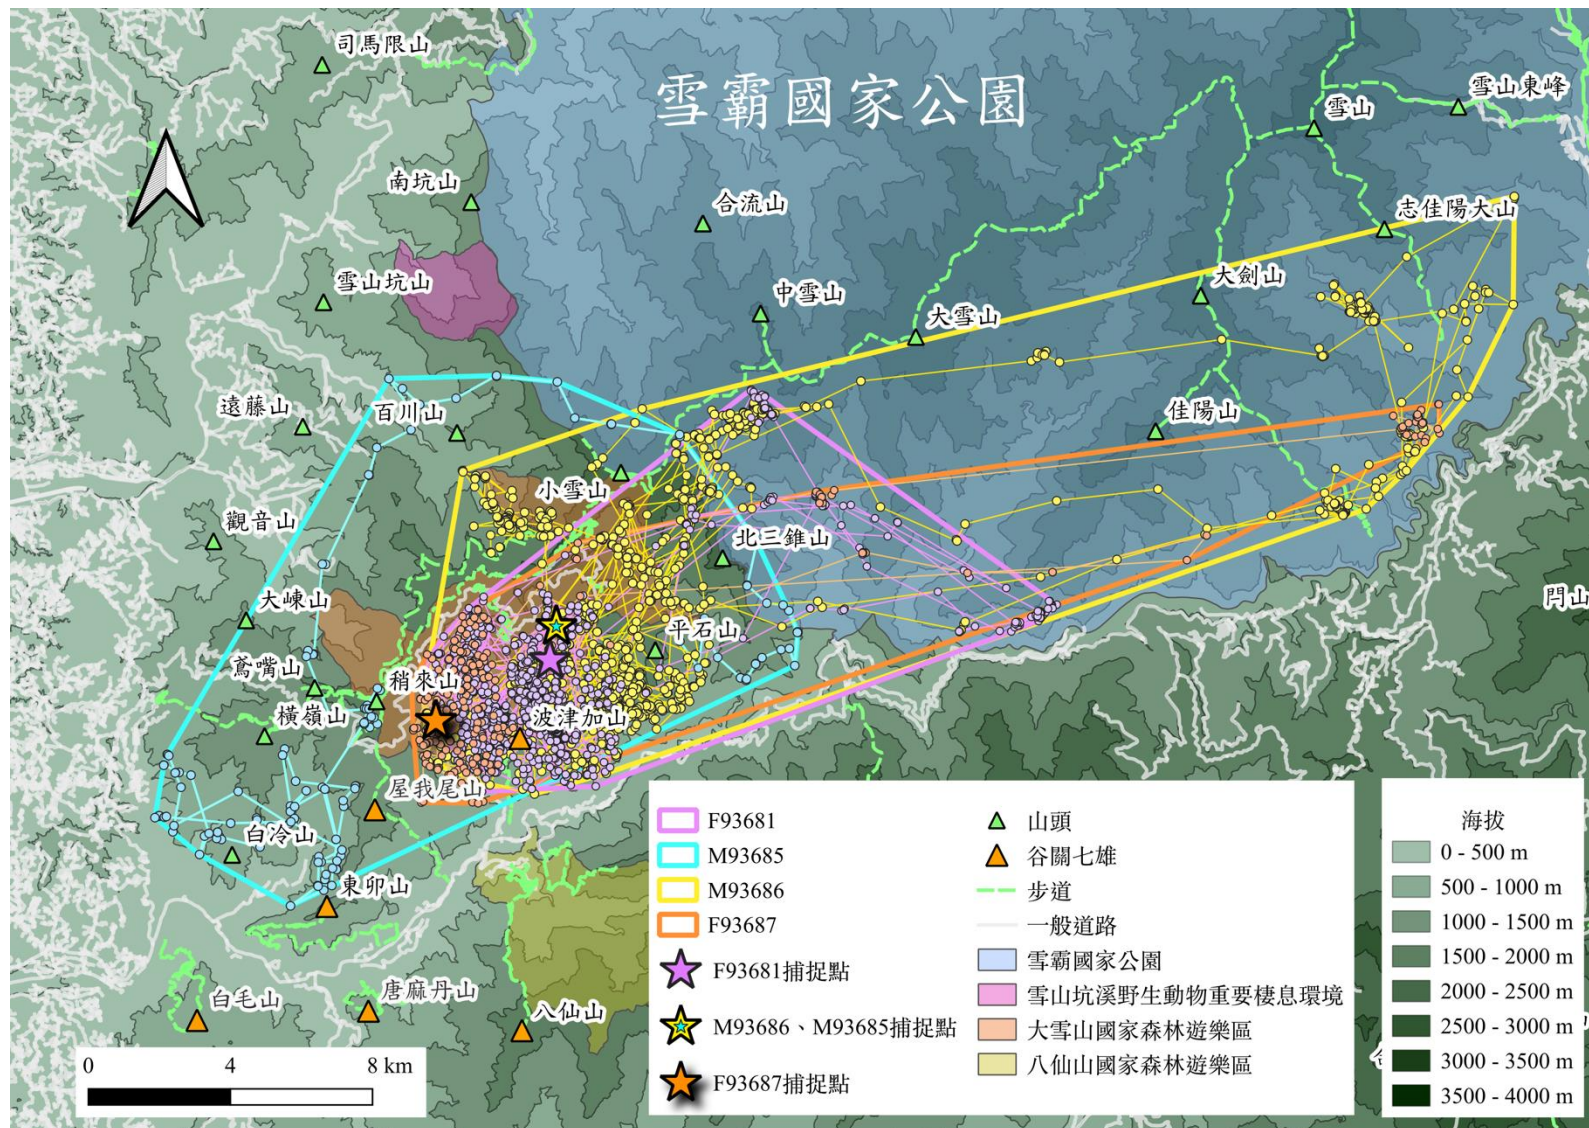 司馬限山
雪霸國家公園
雪山東峰
雪山
南坑山
合流山
志佳陽大山
雪山坑山
中雪山
大劍山
大雪山
遠藤山
百川山
佳陽山
小雪山
觀音山
北三錐山
大崠山
閂山
平石山
鳶嘴山
稍來山
橫嶺山
波津加山
屋我尾山
白冷山
東卯山
白毛山
唐麻丹山
八仙山
0 4 8 km
F93681
M93685
M93686
F93687
F93681捕捉點
M93686、M93685捕捉點
F93687捕捉點
山頭
谷關七雄
步道
一般道路
雪霸國家公園
雪山坑溪野生動物重要棲息環境
大雪山國家森林遊樂區
八仙山國家森林遊樂區
海拔
0 - 500 m
500 - 1000 m
1000 - 1500 m
1500 - 2000 m
2000 - 2500 m
2500 - 3000 m
3000 - 3500 m
3500 - 4000 m